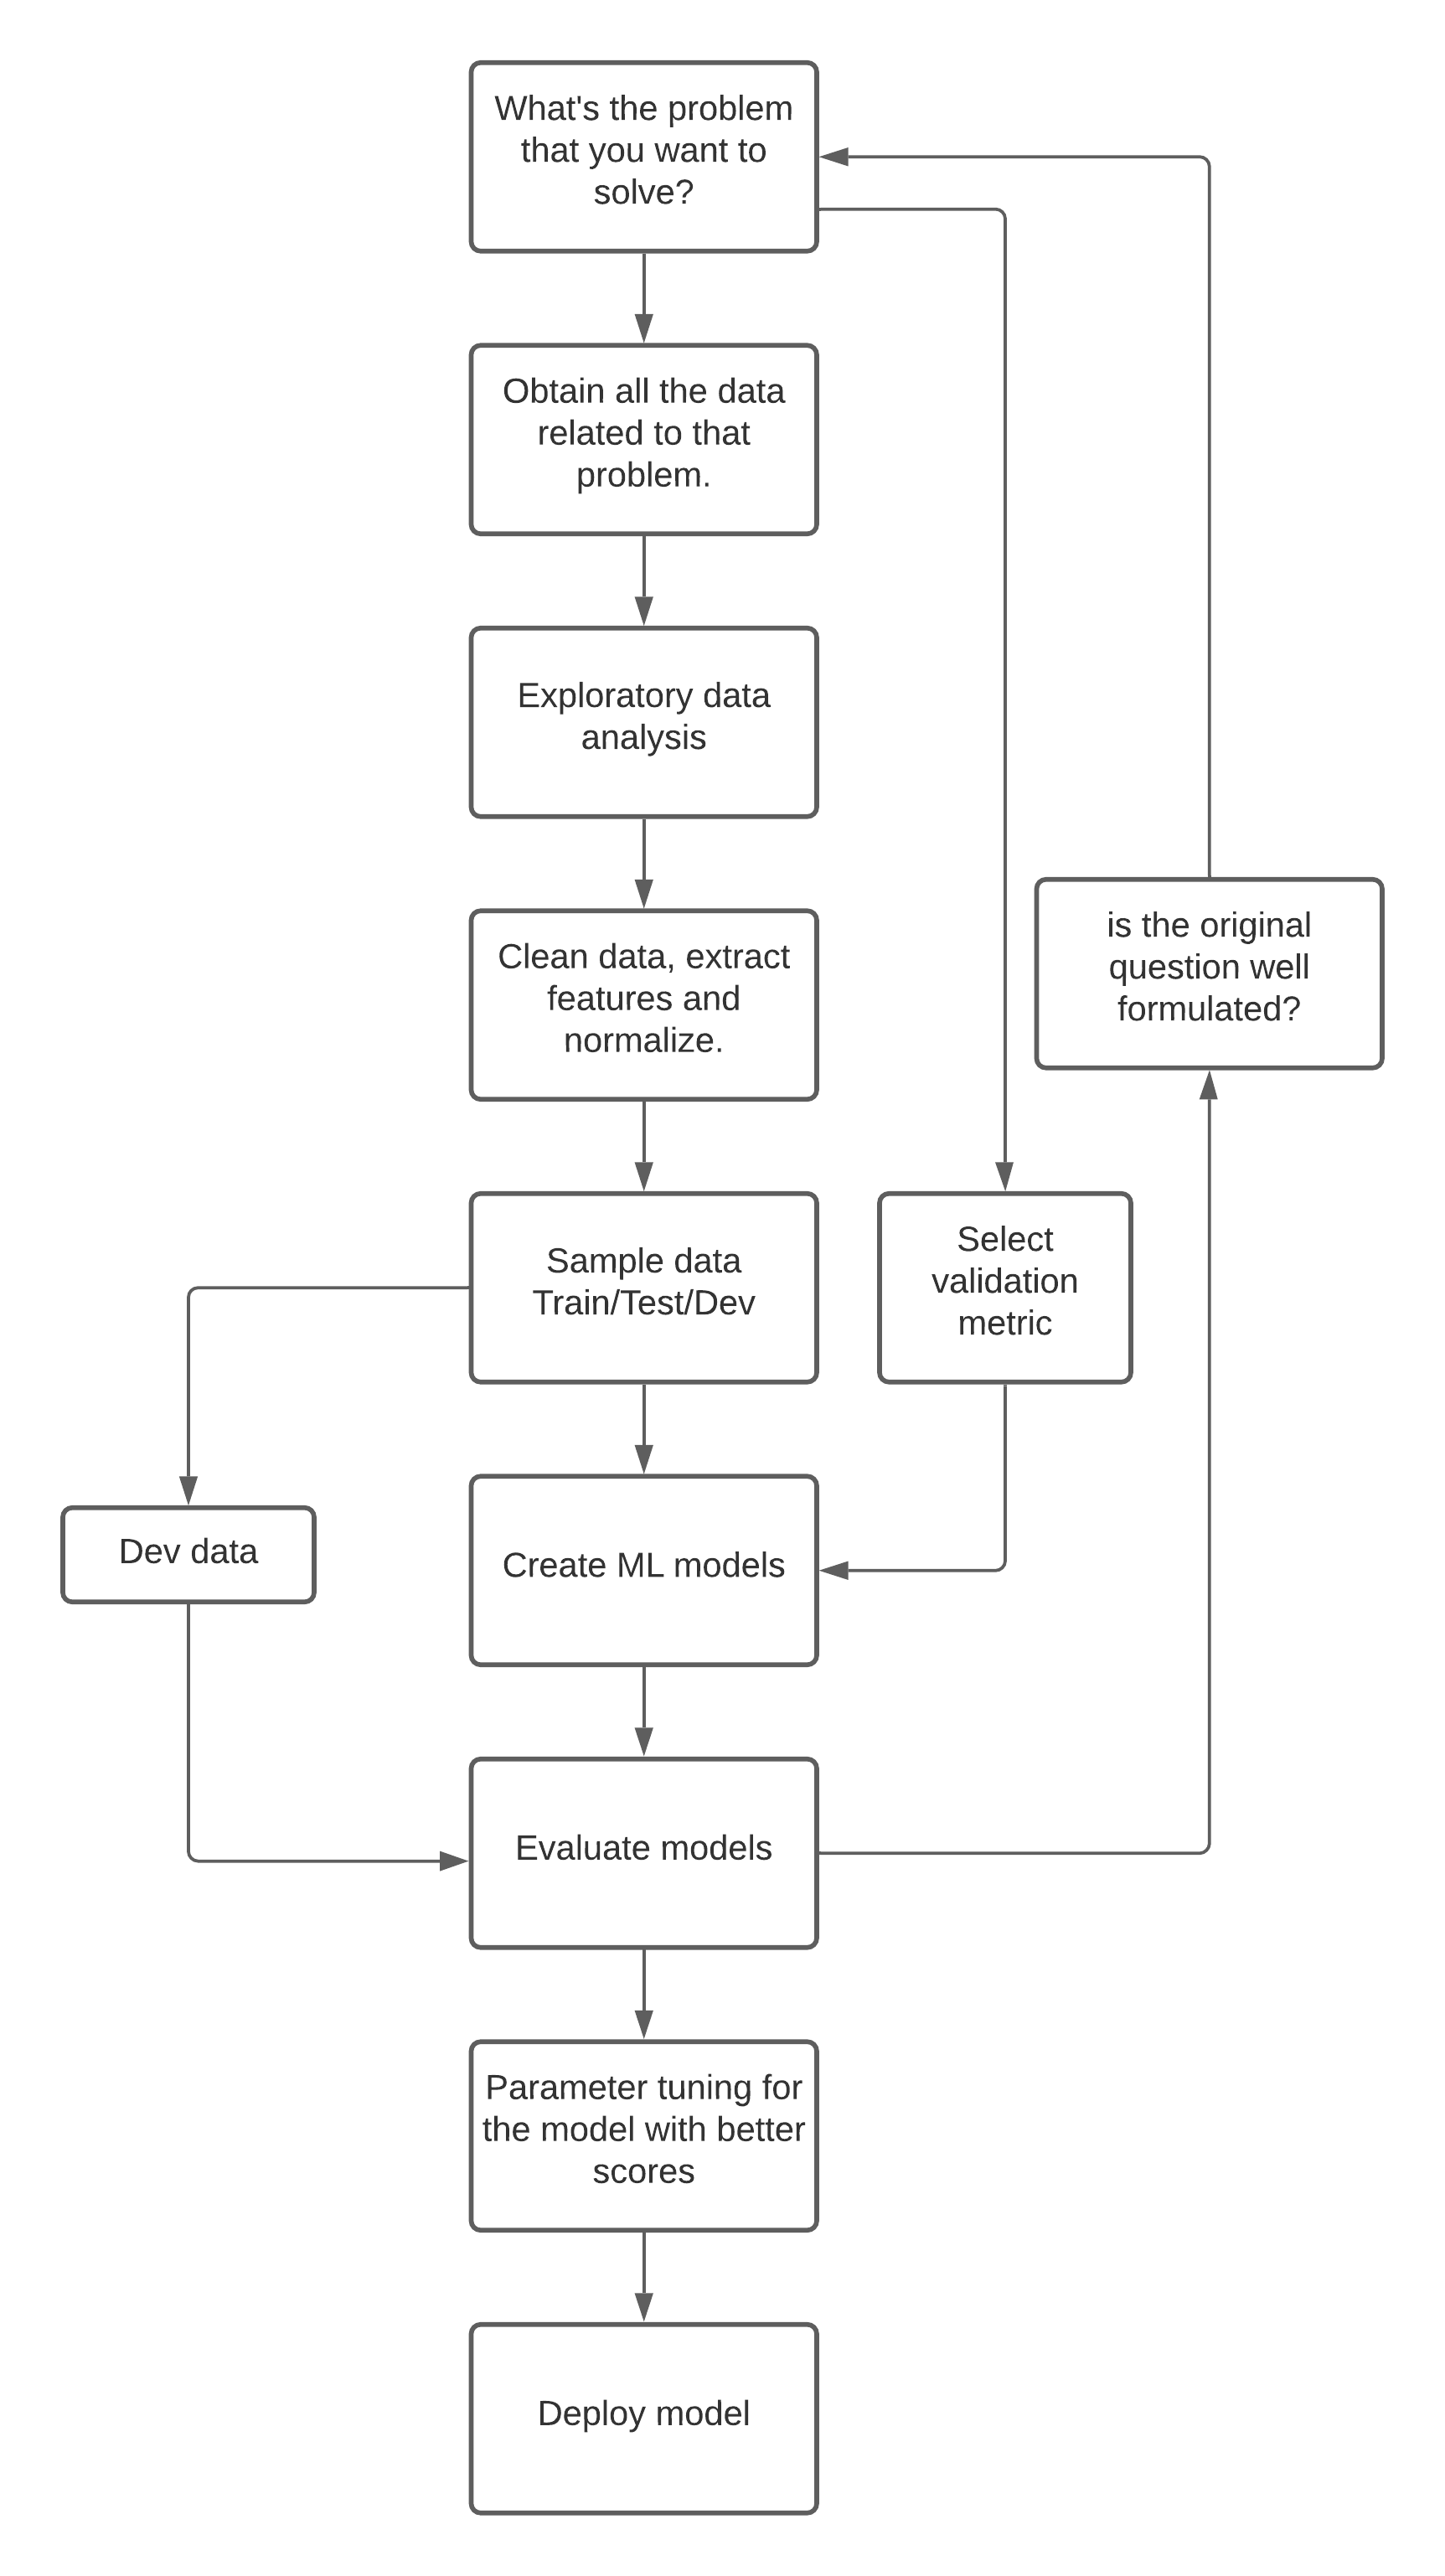 What's the problem
that you want to
solve?
Obtain all the data
related to that
problem.
Exploratory data
analysis
Clean data, extract
features and
normalize.
is the original
question well
formulated?
Sample data
Train/Test/Dev
Select
validation
metric
Dev data
Create ML models
Evaluate models
Parameter tuning for
the model with better
scores
Deploy model